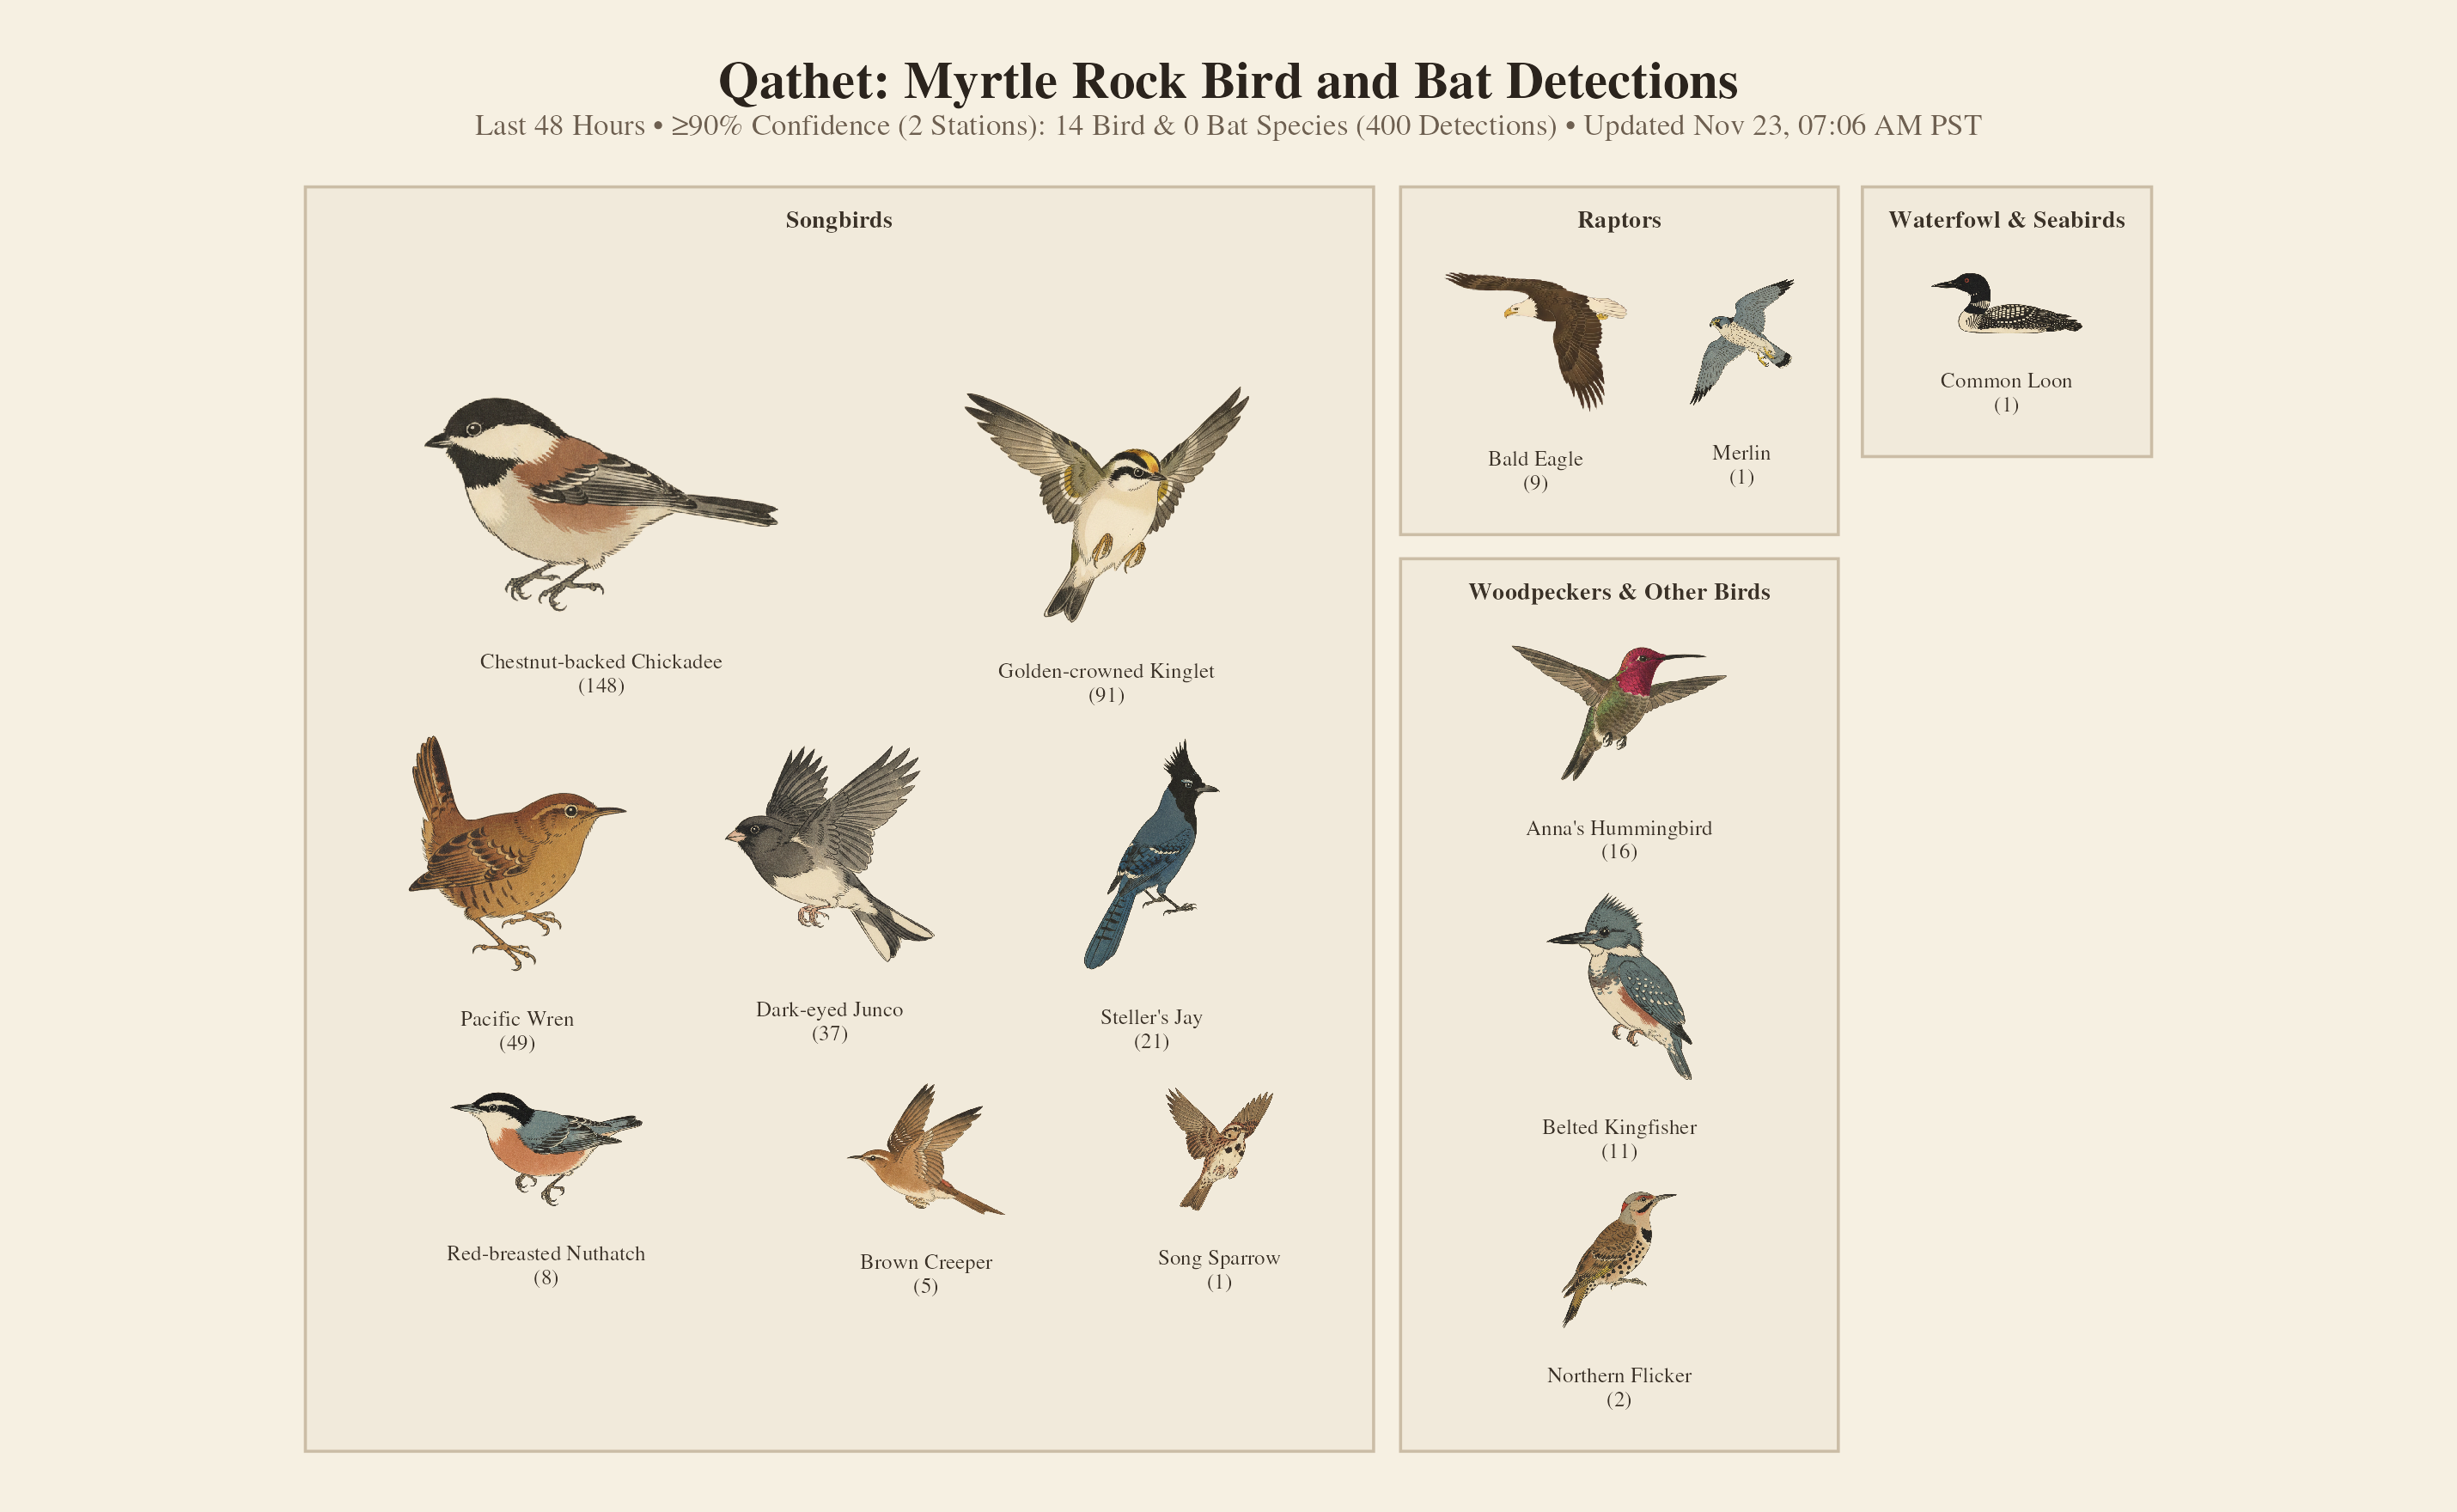 Qathet: Myrtle Rock Bird and Bat Detections
Last 48 Hours • ≥90% Confidence (2 Stations): 14 Bird & 0 Bat Species (400 Detections) • Updated Nov 23, 07:06 AM PST
Songbirds
Chestnut-backed Chickadee
(148)
Golden-crowned Kinglet
(91)
Pacific Wren
(49)
Dark-eyed Junco
(37)
Steller's Jay
(21)
Red-breasted Nuthatch
(8)
Brown Creeper
(5)
Song Sparrow
(1)
Raptors
Bald Eagle
(9)
Merlin
(1)
Woodpeckers & Other Birds
Anna's Hummingbird
(16)
Belted Kingfisher
(11)
Northern Flicker
(2)
Waterfowl & Seabirds
Common Loon
(1)